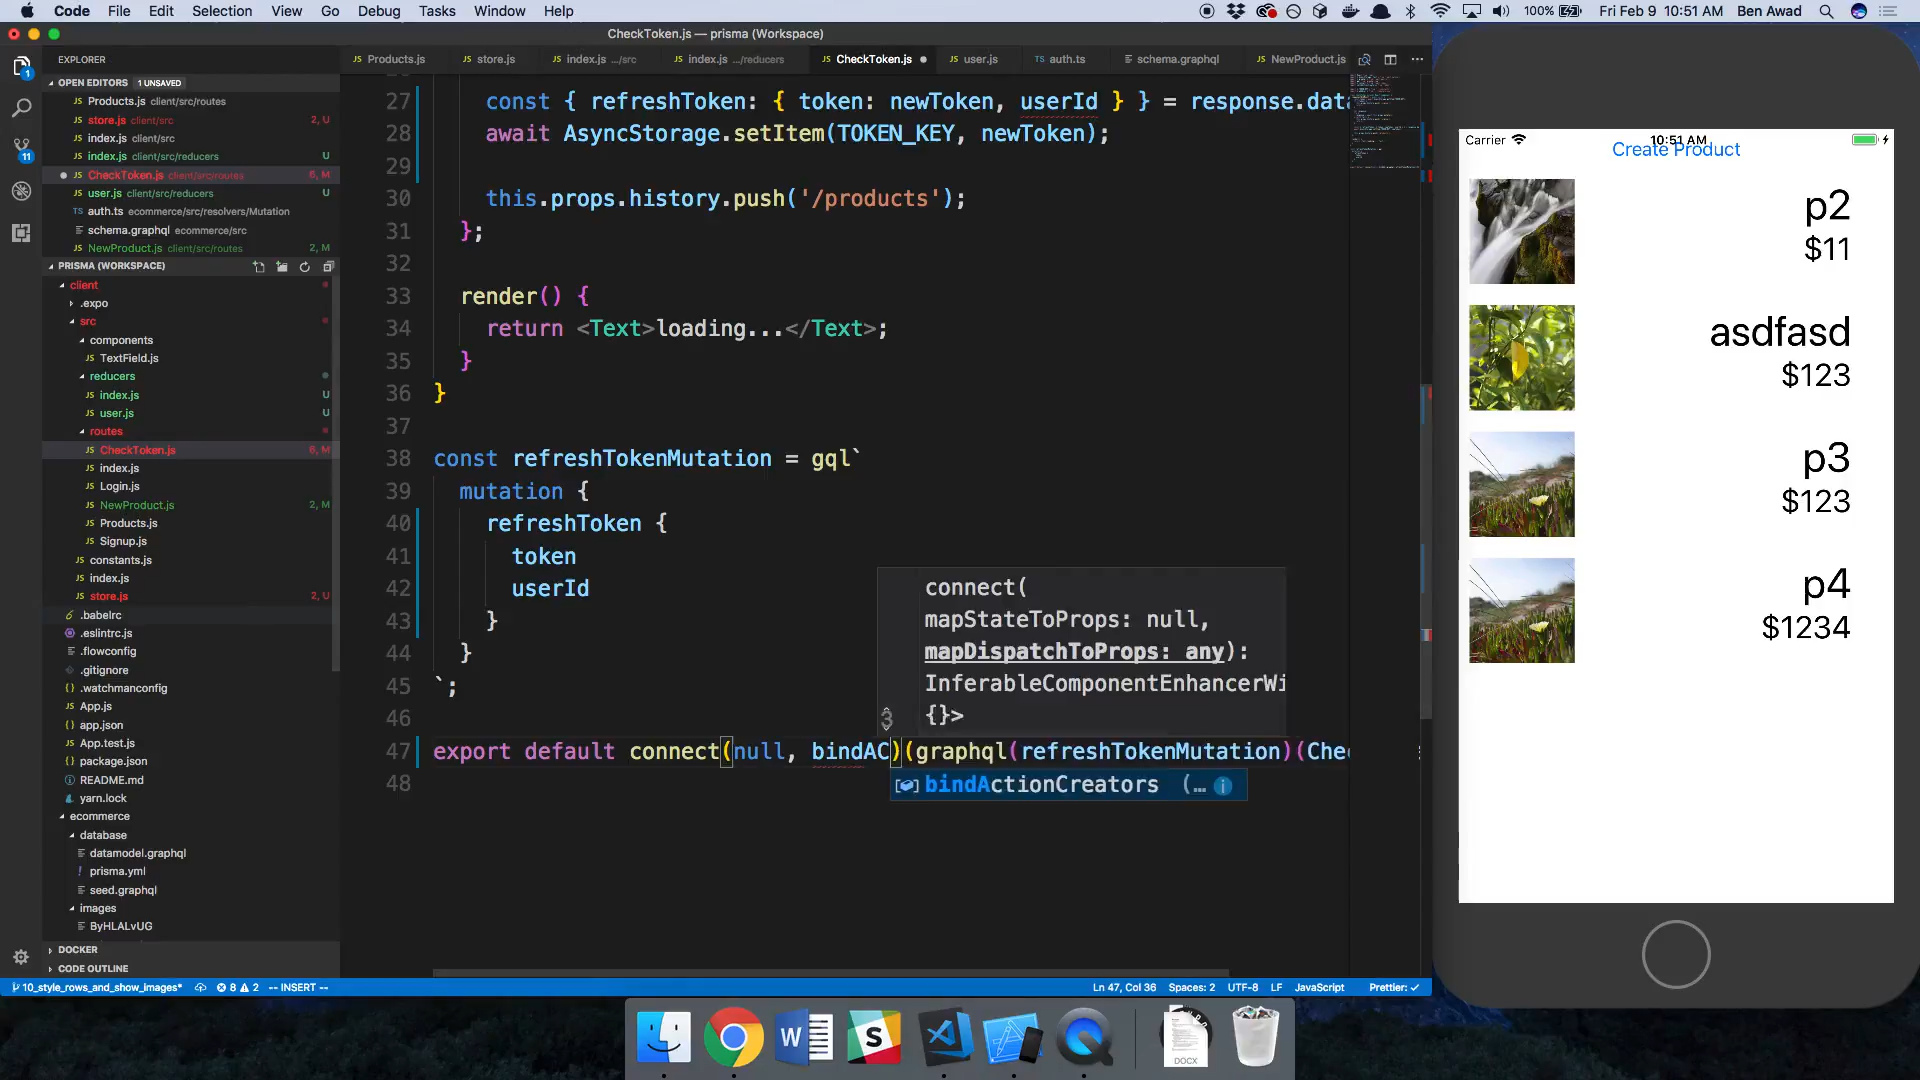 Code File Edit Selection View Go Debug Tasks Window Help
100% Fri Feb 9 10:51 AM Ben Awad
CheckToken.js — prisma (Workspace)
EXPLORER
OPEN EDITORS 1 UNSAVED
Products.js client/src/routes
store.js client/src 2, U
index.js client/src
index.js client/src/reducers U
CheckToken.js client/src/routes 6, M
user.js client/src/reducers U
auth.ts ecommerce/src/resolvers/Mutation
schema.graphql ecommerce/src
NewProduct.js client/src/routes 2, M
PRISMA (WORKSPACE)
client
.expo
src
components
TextField.js
reducers
index.js U
user.js U
routes
CheckToken.js 6, M
index.js
Login.js
NewProduct.js 2, M
Products.js
Signup.js
constants.js
index.js
store.js 2, U
.babelrc
.eslintrc.js
.flowconfig
.gitignore
.watchmanconfig
App.js
app.json
App.test.js
package.json
README.md
yarn.lock
ecommerce
database
datamodel.graphql
prisma.yml
seed.graphql
images
ByHLALvUG
DOCKER
CODE OUTLINE
Products.js store.js index.js .../src index.js .../reducers CheckToken.js user.js auth.ts schema.graphql NewProduct.js
27 const { refreshToken: { token: newToken, userId } } = response.data
28 await AsyncStorage.setItem(TOKEN_KEY, newToken);
29
30 this.props.history.push('/products');
31 };
32
33 render() {
34 return <Text>loading...</Text>;
35 }
36 }
37
38 const refreshTokenMutation = gql`
39 mutation {
40 refreshToken {
41 token
42 userId
43 }
44 }
45 `;
46
47 export default connect(null, bindAC)(graphql(refreshTokenMutation)(Chec
48
connect(
mapStateToProps: null,
mapDispatchToProps: any):
InferableComponentEnhancerWi
3 {}>
bindActionCreators (...
10_style_rows_and_show_images* 8 2 -- INSERT -- Ln 47, Col 36 Spaces: 2 UTF-8 LF JavaScript Prettier: ✓
Carrier 10:51 AM
Create Product
p2
$11
asdfasd
$123
p3
$123
p4
$1234
DOCX